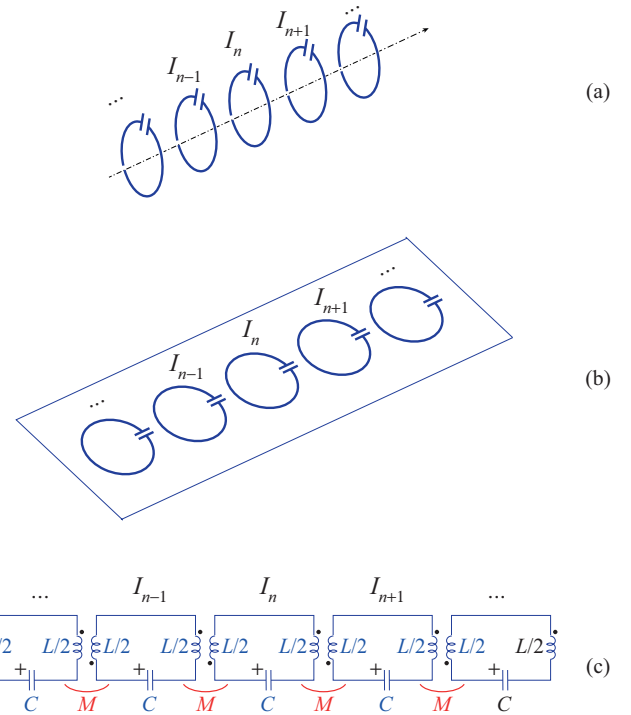 ...
I_{n+1}
I_n
I_{n−1}
...
(a)
...
I_{n+1}
I_n
I_{n−1}
...
(b)
... I_{n−1} I_n I_{n+1} ...
/2 L/2 L/2 L/2 L/2 L/2 L/2 L/2 L/2
+ + + + +
(c)
C M C M C M C M C